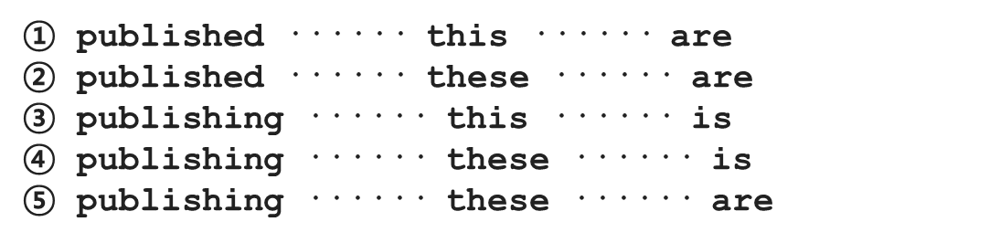 ① published ······ this ······ are
② published ······ these ······ are
③ publishing ······ this ······ is
④ publishing ······ these ······ is
⑤ publishing ······ these ······ are